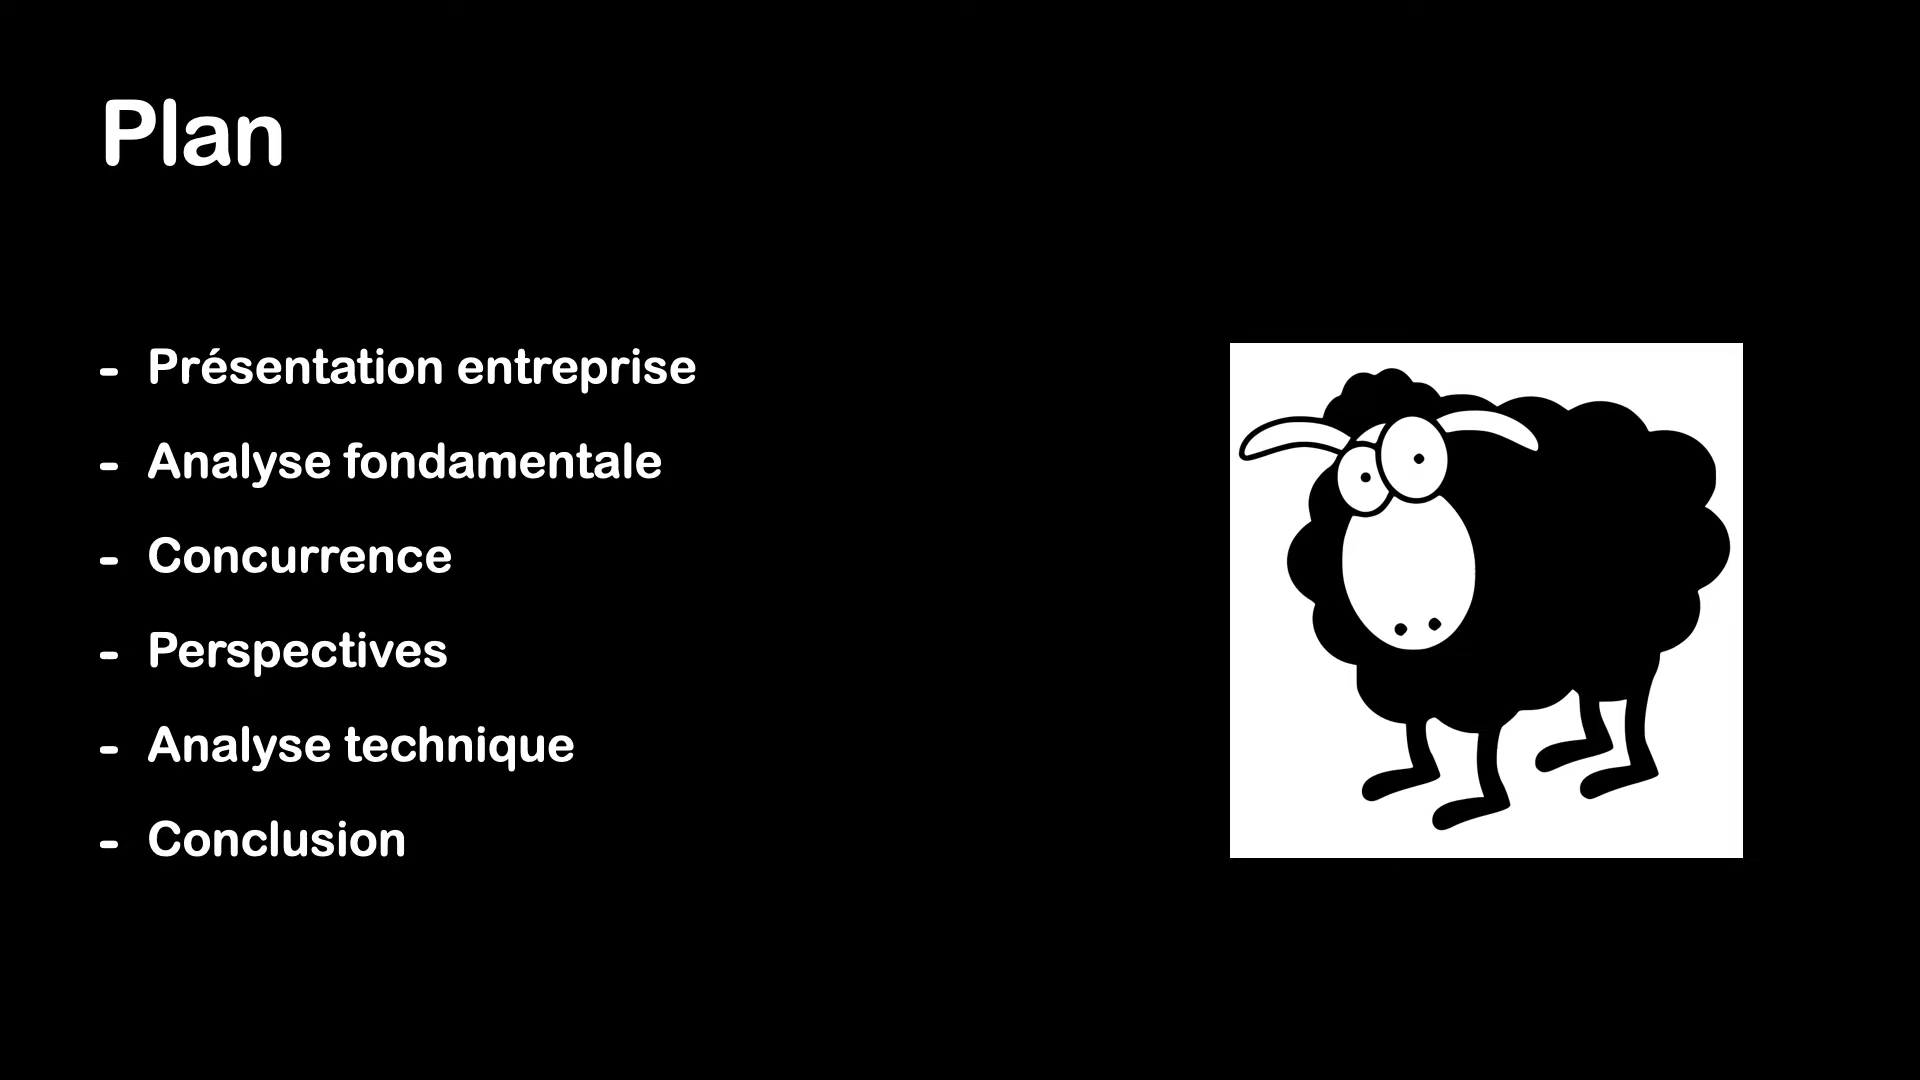 Plan
- Présentation entreprise
- Analyse fondamentale
- Concurrence
- Perspectives
- Analyse technique
- Conclusion